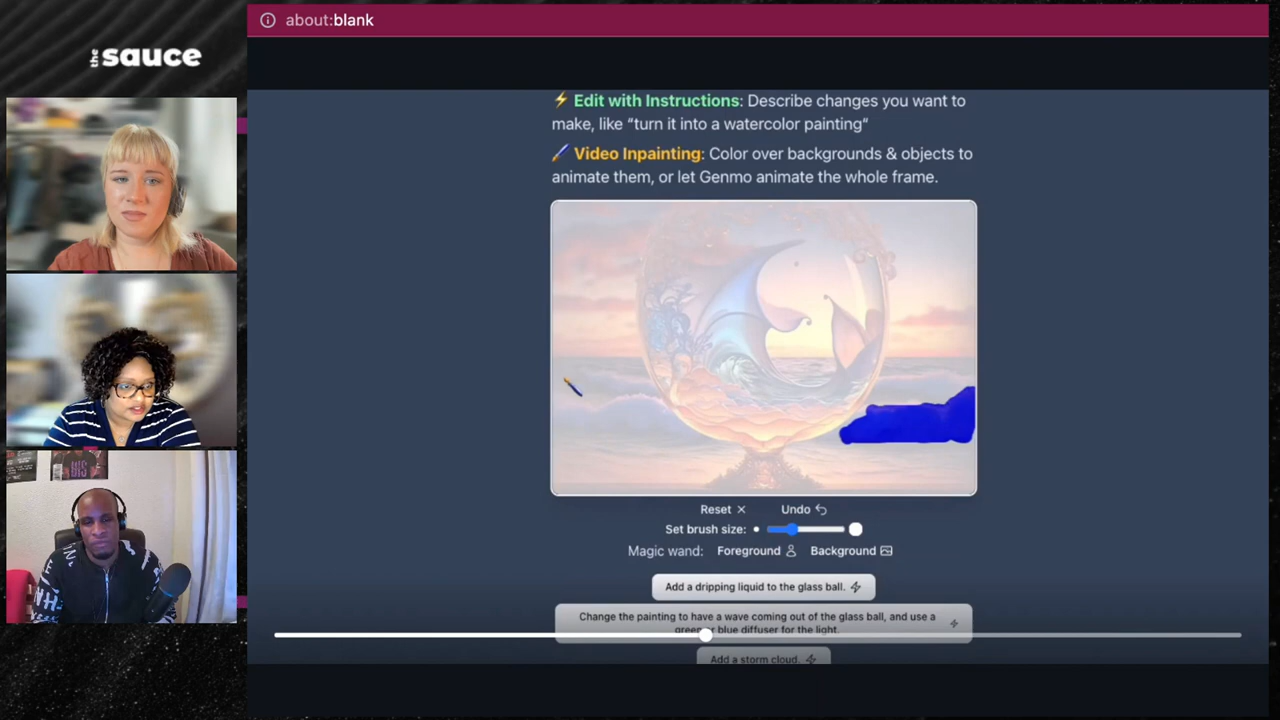 about:blank
the sauce
⚡ Edit with Instructions: Describe changes you want to
make, like “turn it into a watercolor painting“
🖌️ Video Inpainting: Color over backgrounds & objects to
animate them, or let Genmo animate the whole frame.
Reset ✕ Undo
Set brush size:
Magic wand: Foreground Background
Add a dripping liquid to the glass ball.
Change the painting to have a wave coming out of the glass ball, and use a
green or blue diffuser for the light.
Add a storm cloud.